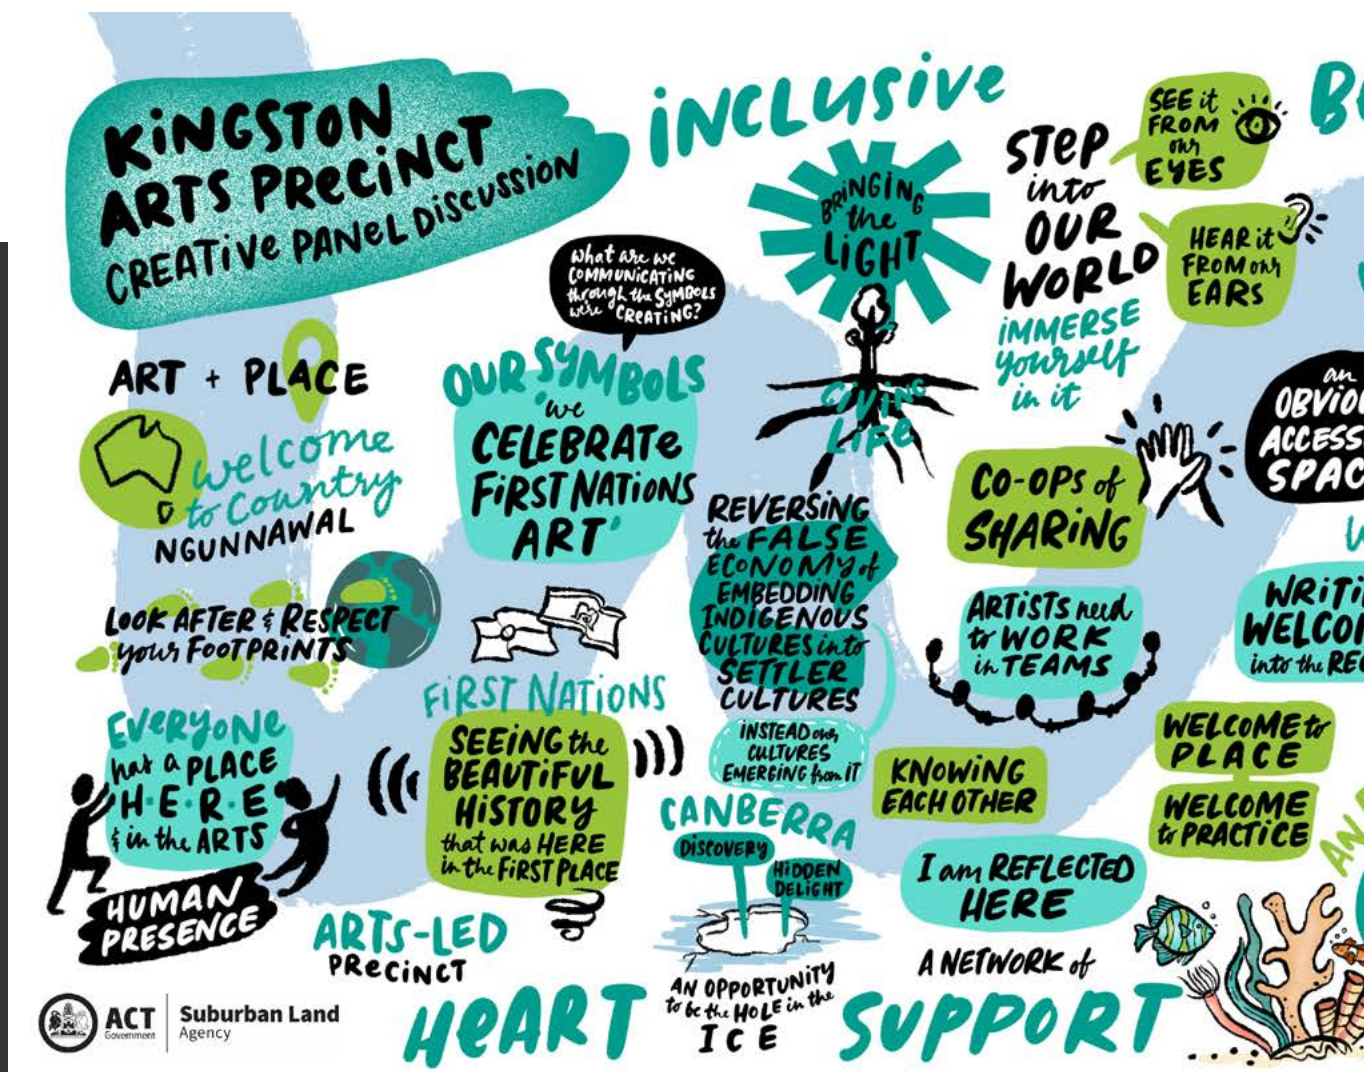 KINGSTON
ARTS PRECINCT
CREATIVE PANEL DISCUSSION
INCLUSIVE
BRINGING
the
LIGHT
GIVING
LIFE
STEP
into
OUR
WORLD
IMMERSE
yourself
in it
SEE it
FROM
our
EYES
HEAR it
FROM our
EARS
What are we
COMMUNICATING
through the SYMBOLS
we're CREATING?
ART + PLACE
welcome
to Country
NGUNNAWAL
OUR SYMBOLS
"we
CELEBRATE
FIRST NATIONS
ART"
LOOK AFTER & RESPECT
your FOOTPRINTS
FIRST NATIONS
SEEING the
BEAUTIFUL
HISTORY
that was HERE
in the FIRST PLACE
REVERSING
the FALSE
ECONOMY of
EMBEDDING
INDIGENOUS
CULTURES into
SETTLER
CULTURES
INSTEAD our
CULTURES
EMERGING from IT
CO-OPS of
SHARING
an
ACCESS
ARTISTS need
to WORK
in TEAMS
into the
EVERYONE
has a PLACE
H·E·R·E
& in the ARTS
HUMAN
PRESENCE
KNOWING
EACH OTHER
WELCOME to
PLACE
WELCOME
to PRACTICE
CANBERRA
DISCOVERY
HIDDEN
DELIGHT
AN OPPORTUNITY
to be the HOLE in the
ICE
I am REFLECTED
HERE
A NETWORK of
SUPPORT
ARTS-LED
PRECINCT
HEART
ACT
Government
Suburban Land
Agency